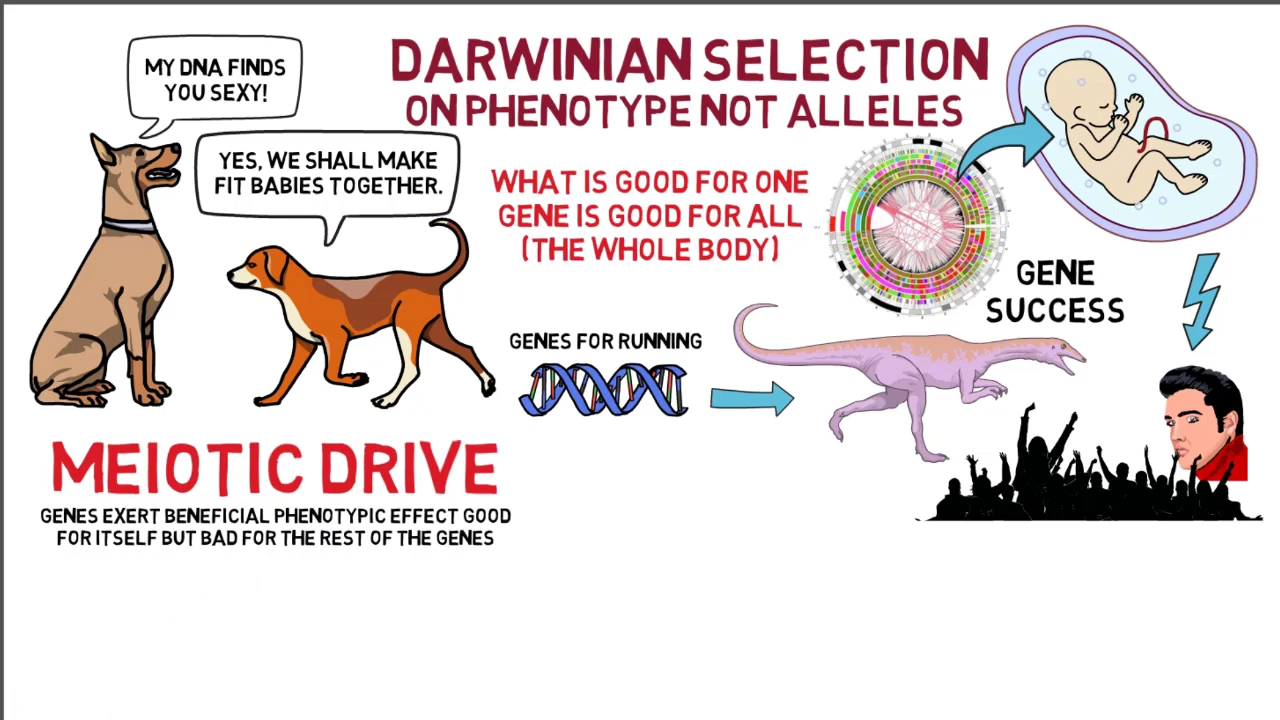 MY DNA FINDS
YOU SEXY!
YES, WE SHALL MAKE
FIT BABIES TOGETHER.
DARWINIAN SELECTION
ON PHENOTYPE NOT ALLELES
WHAT IS GOOD FOR ONE
GENE IS GOOD FOR ALL
(THE WHOLE BODY)
GENE
SUCCESS
GENES FOR RUNNING
MEIOTIC DRIVE
GENES EXERT BENEFICIAL PHENOTYPIC EFFECT GOOD
FOR ITSELF BUT BAD FOR THE REST OF THE GENES